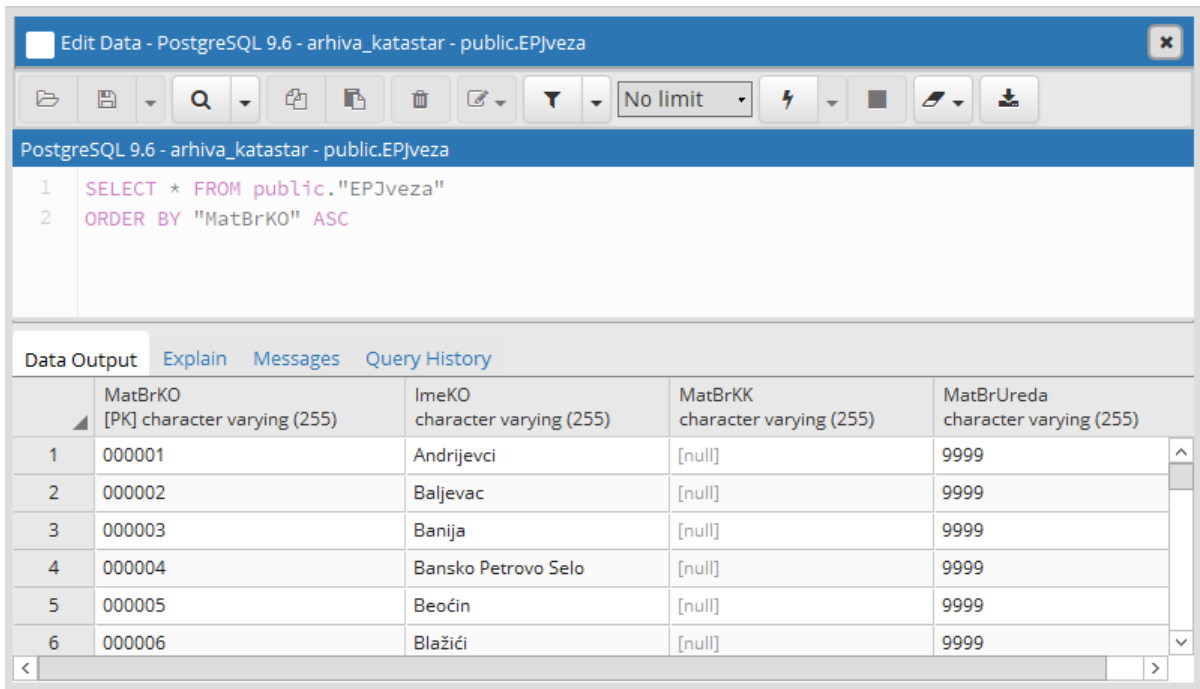 Edit Data - PostgreSQL 9.6 - arhiva_katastar - public.EPJveza
No limit
PostgreSQL 9.6 - arhiva_katastar - public.EPJveza
1 SELECT * FROM public."EPJveza"
2 ORDER BY "MatBrKO" ASC
Data Output Explain Messages Query History
MatBrKO ImeKO MatBrKK MatBrUreda
[PK] character varying (255) character varying (255) character varying (255) character varying (255)
1 000001 Andrijevci [null] 9999
2 000002 Baljevac [null] 9999
3 000003 Banija [null] 9999
4 000004 Bansko Petrovo Selo [null] 9999
5 000005 Beoćin [null] 9999
6 000006 Blažići [null] 9999